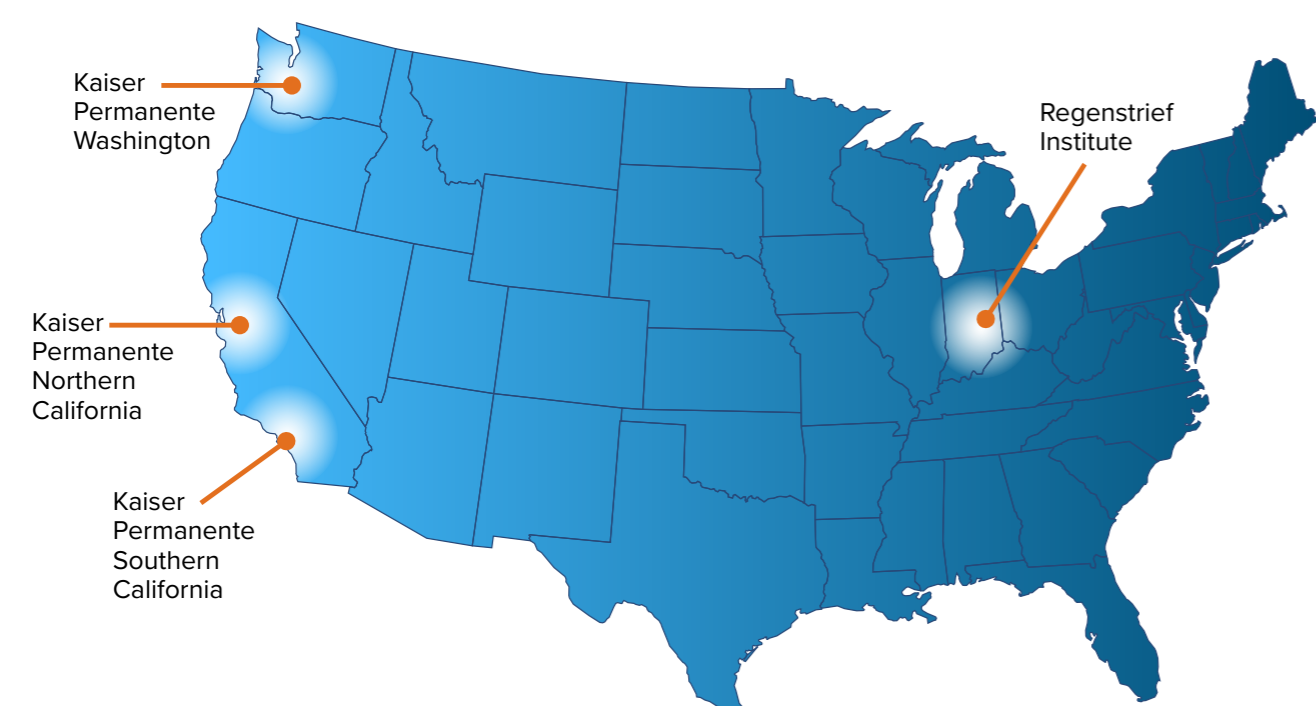 Kaiser
Permanente
Washington
Regenstrief
Institute
Kaiser
Permanente
Northern
California
Kaiser
Permanente
Southern
California